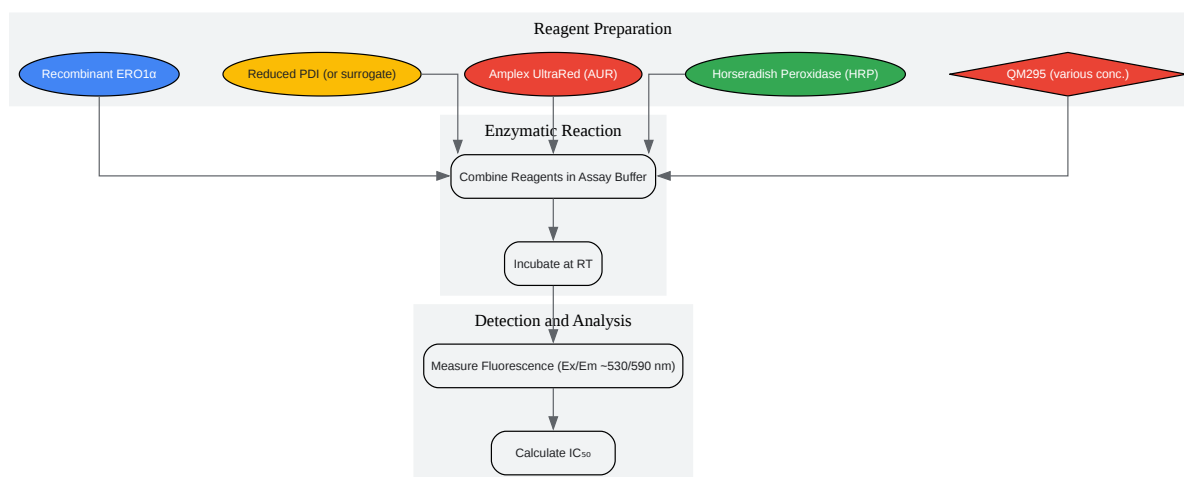 Reagent Preparation
Recombinant ERO1α
Reduced PDI (or surrogate)
Amplex UltraRed (AUR)
Horseradish Peroxidase (HRP)
QM295 (various conc.)
Enzymatic Reaction
Combine Reagents in Assay Buffer
Incubate at RT
Detection and Analysis
Measure Fluorescence (Ex/Em ~530/590 nm)
Calculate IC₅₀